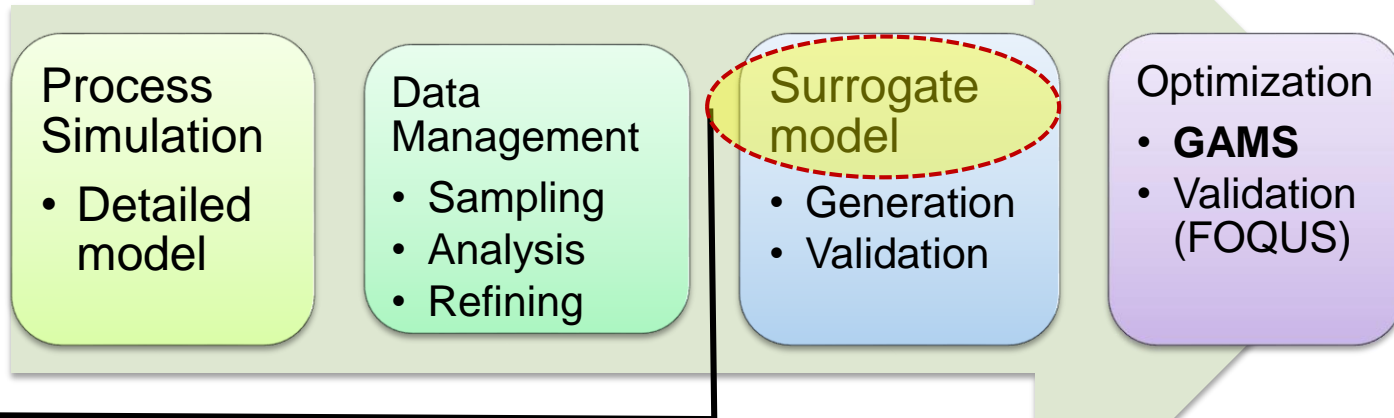 Process
Simulation
• Detailed
model
Data
Management
• Sampling
• Analysis
• Refining
Surrogate
model
• Generation
• Validation
Optimization
• GAMS
• Validation
(FOQUS)